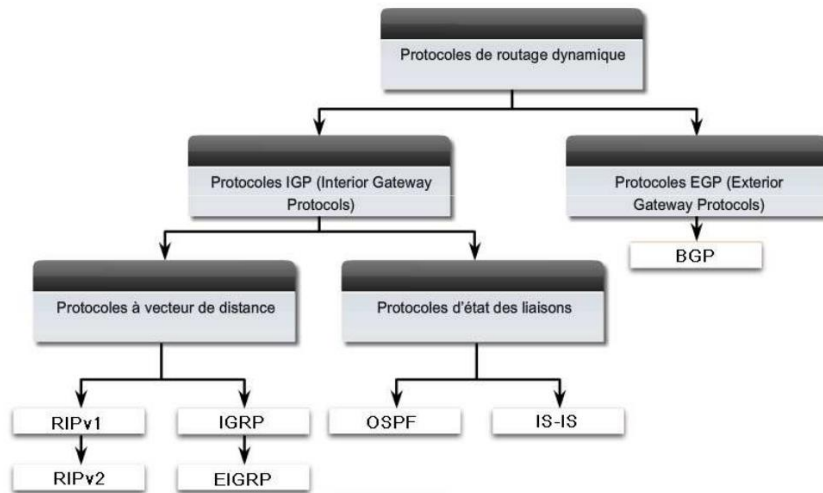 Protocoles de routage dynamique
Protocoles IGP (Interior Gateway
Protocols)
Protocoles EGP (Exterior
Gateway Protocols)
BGP
Protocoles à vecteur de distance
Protocoles d'état des liaisons
RIPv1
IGRP
OSPF
IS-IS
RIPv2
EIGRP